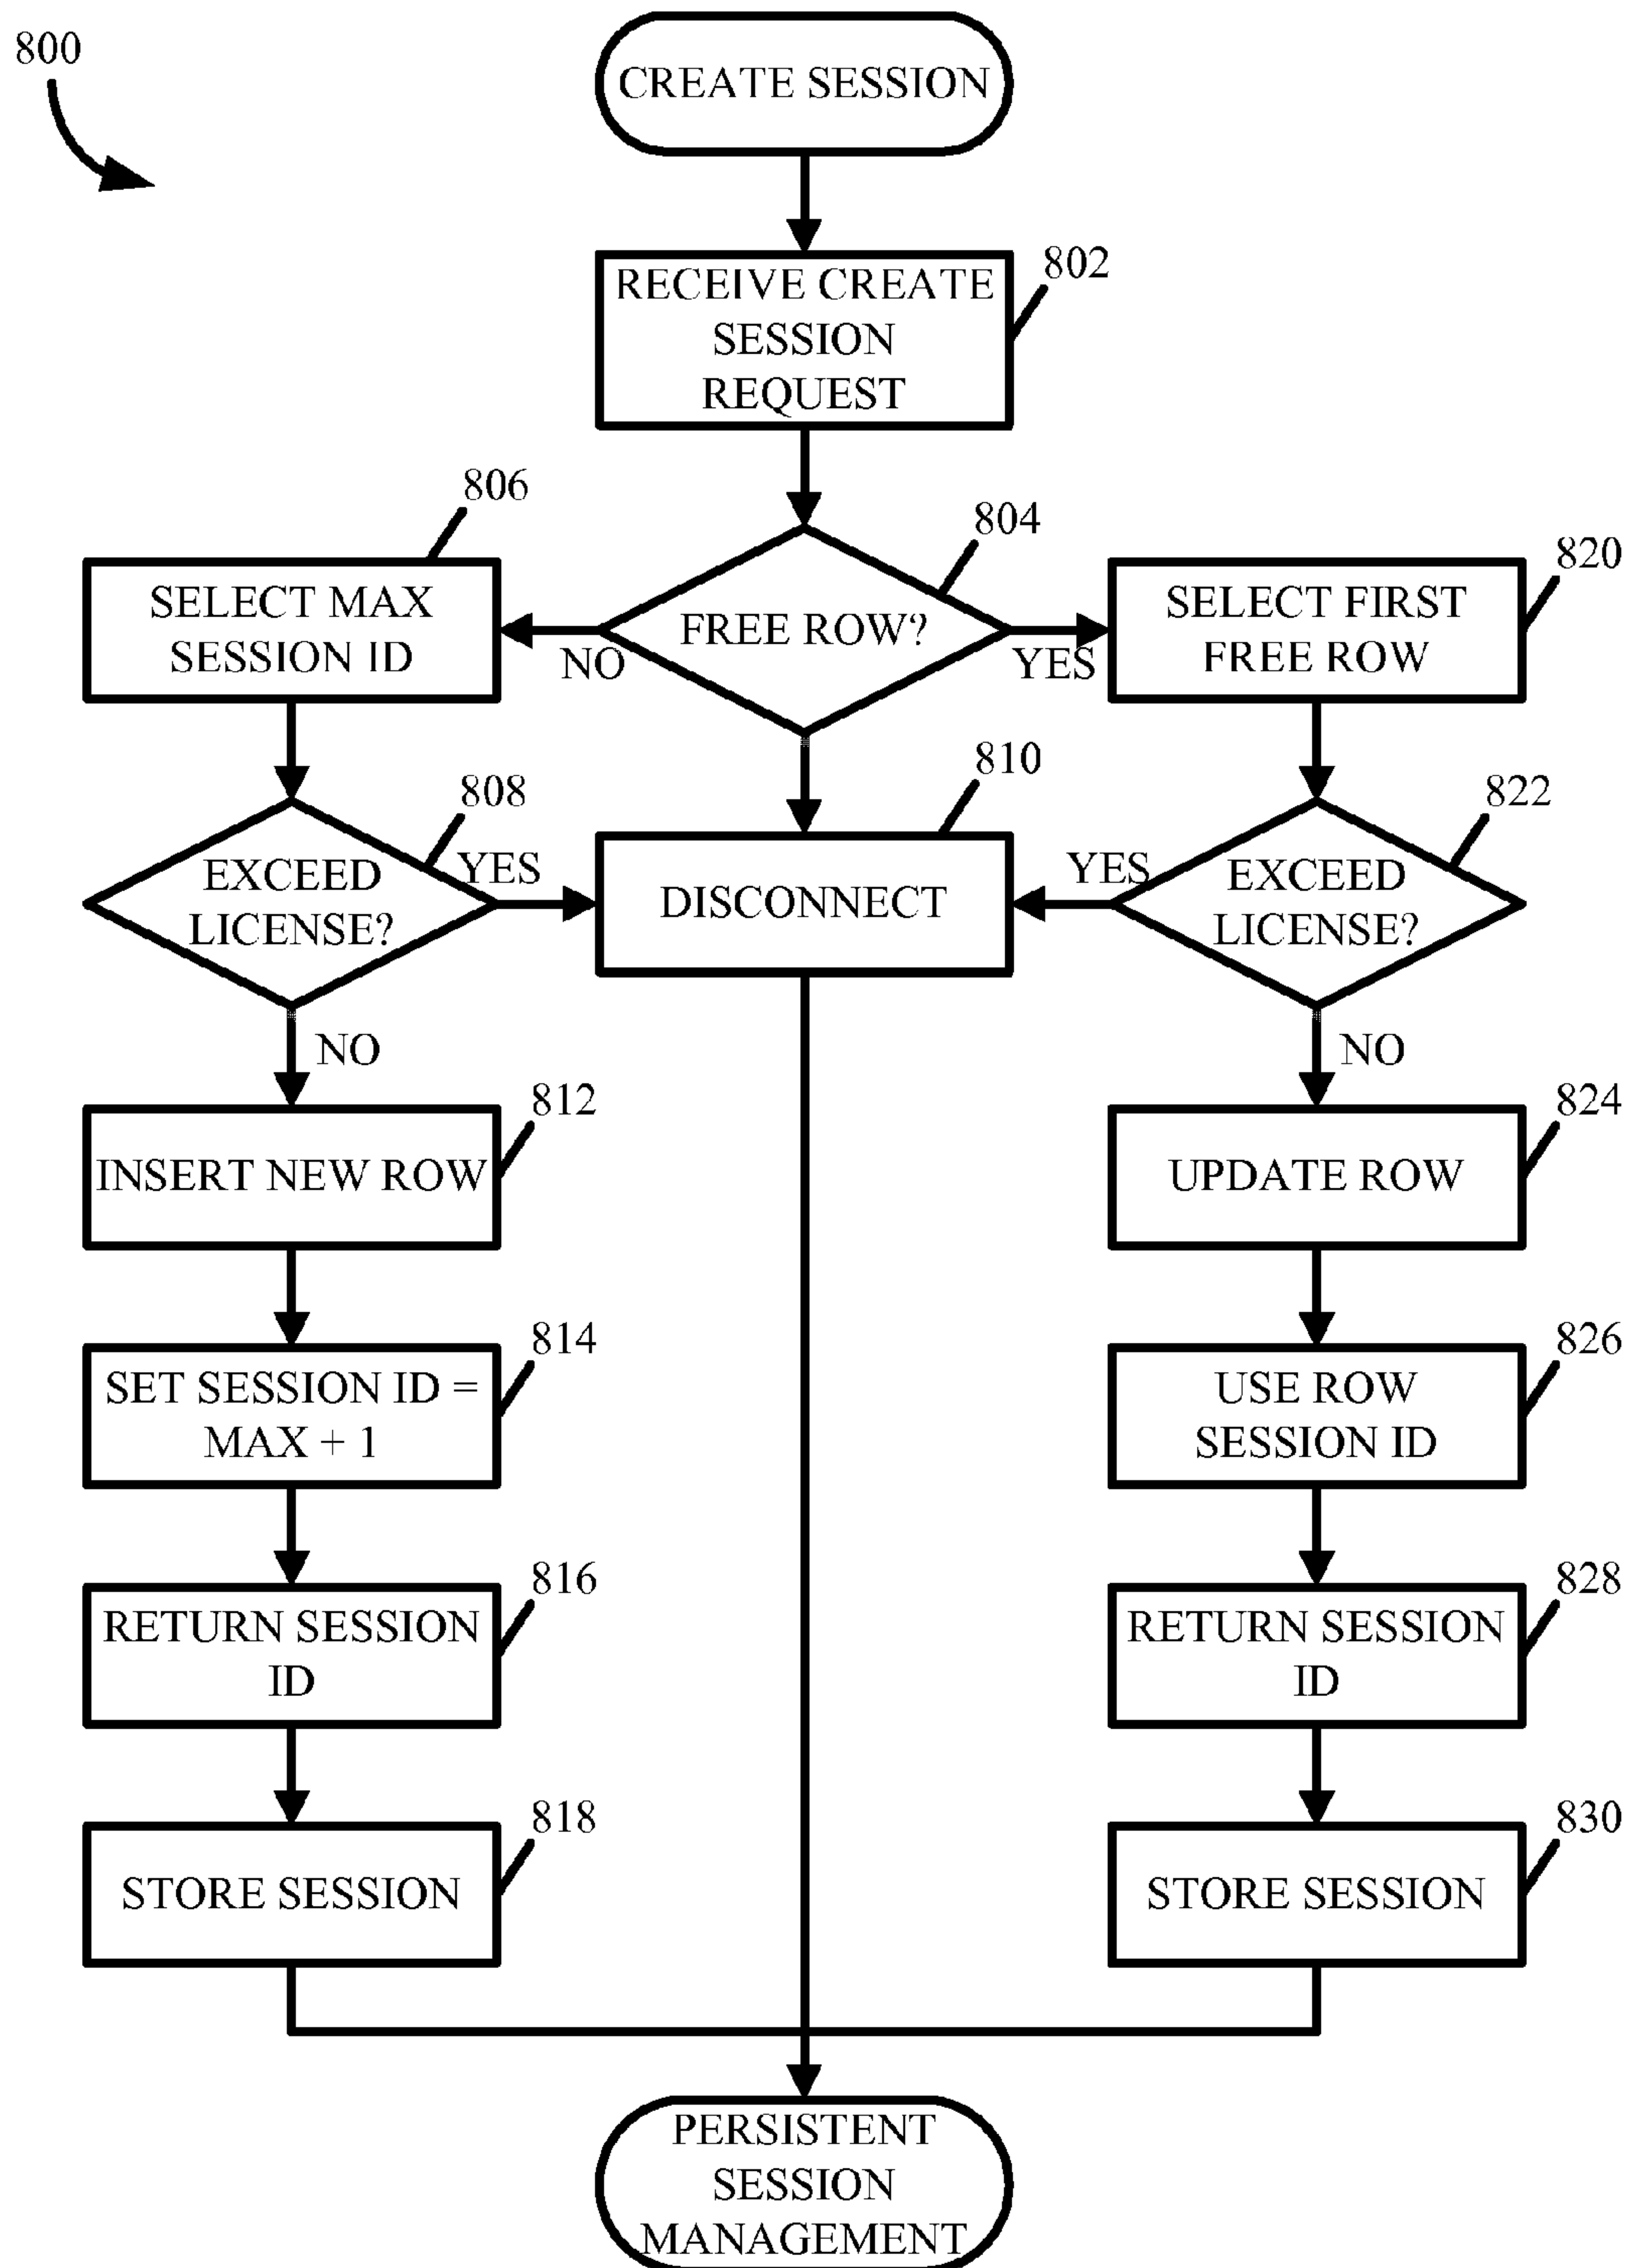 800
CREATE SESSION
802
RECEIVE CREATE
SESSION
REQUEST
804
FREE ROW?
NO
YES
806
SELECT MAX
SESSION ID
820
SELECT FIRST
FREE ROW
808
EXCEED
LICENSE?
YES
NO
810
DISCONNECT
822
EXCEED
LICENSE?
YES
NO
812
INSERT NEW ROW
824
UPDATE ROW
814
SET SESSION ID =
MAX + 1
826
USE ROW
SESSION ID
816
RETURN SESSION
ID
828
RETURN SESSION
ID
818
STORE SESSION
830
STORE SESSION
PERSISTENT
SESSION
MANAGEMENT